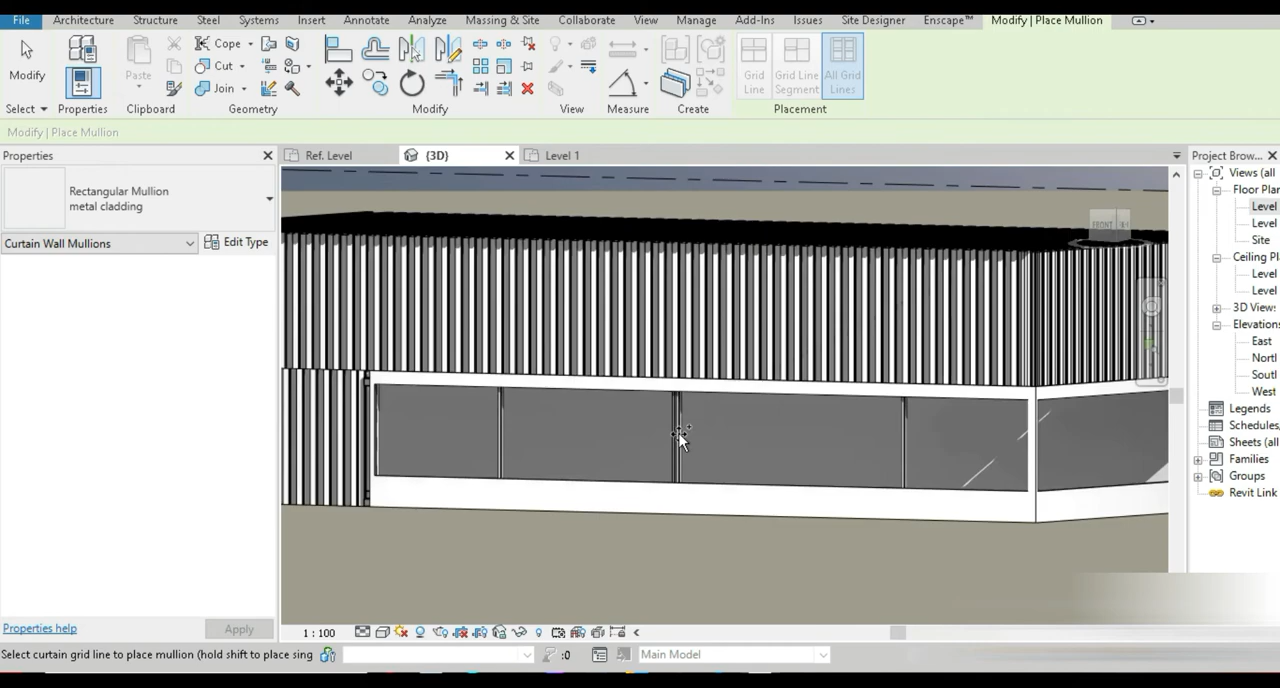 File Architecture Structure Steel Systems Insert Annotate Analyze Massing & Site Collaborate View Manage Add-Ins Issues Site Designer Enscape™ Modify | Place Mullion
Modify
Paste
Cope
Cut
Join
Grid Line
Grid Line Segment
All Grid Lines
Select Properties Clipboard Geometry Modify View Measure Create Placement
Modify | Place Mullion
Properties
Ref. Level {3D} Level 1
Project Brow...
Rectangular Mullion
metal cladding
Curtain Wall Mullions Edit Type
FRONT
Views (all
Floor Plan
Level
Level
Site
Ceiling Pl
Level
Level
3D View:
Elevations
East
North
South
West
Legends
Schedules,
Sheets (all
Families
Groups
Revit Link
Properties help Apply
1 : 100
Select curtain grid line to place mullion (hold shift to place sing :0 Main Model